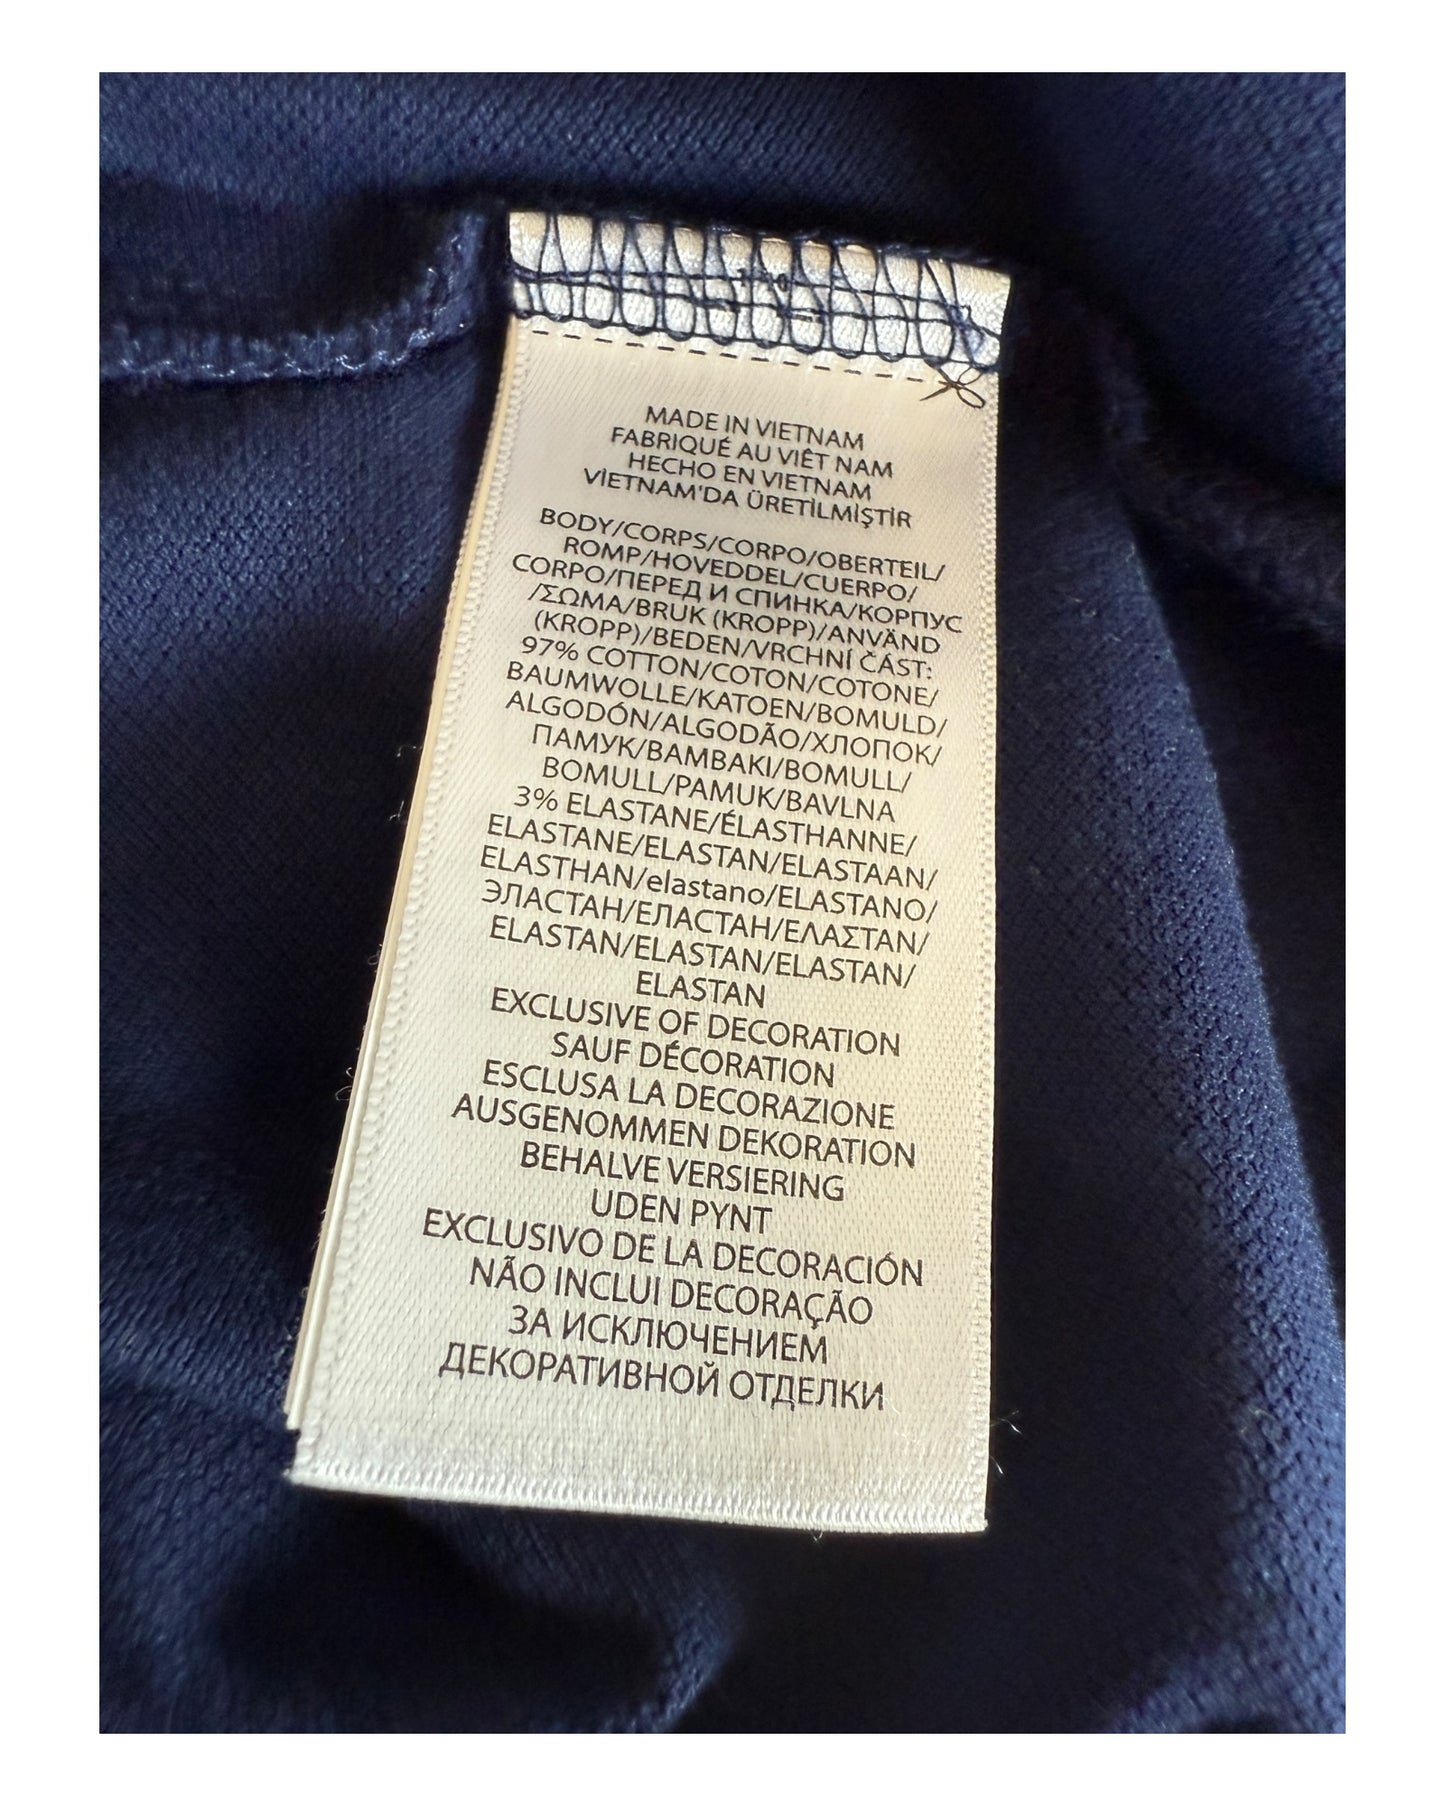 MADE IN VIETNAM
FABRIQUÉ AU VIÊT NAM
HECHO EN VIETNAM
VİETNAM'DA ÜRETİLMİŞTİR
BODY/CORPS/CORPO/OBERTEIL/
ROMP/HOVEDDEL/CUERPO/
CORPO/ПЕРЕД И СПИНКА/КОРПУС
/ΣΩΜΑ/BRUK (KROPP)/ANVÄND
(KROPP)/BEDEN/VRCHNÍ ČÁST:
97% COTTON/COTON/COTONE/
BAUMWOLLE/KATOEN/BOMULD/
ALGODÓN/ALGODÃO/ХЛОПОК/
ПАМУК/ΒΑΜΒΑΚΙ/BOMULL/
BOMULL/PAMUK/BAVLNA
3% ELASTANE/ÉLASTHANNE/
ELASTANE/ELASTAN/ELASTAAN/
ELASTHAN/elastano/ELASTANO/
ЭЛАСТАН/ЕЛАСТАН/ΕΛΑΣΤΑΝ/
ELASTAN/ELASTAN/ELASTAN/
ELASTAN
EXCLUSIVE OF DECORATION
SAUF DÉCORATION
ESCLUSA LA DECORAZIONE
AUSGENOMMEN DEKORATION
BEHALVE VERSIERING
UDEN PYNT
EXCLUSIVO DE LA DECORACIÓN
NÃO INCLUI DECORAÇÃO
ЗА ИСКЛЮЧЕНИЕМ
ДЕКОРАТИВНОЙ ОТДЕЛКИ